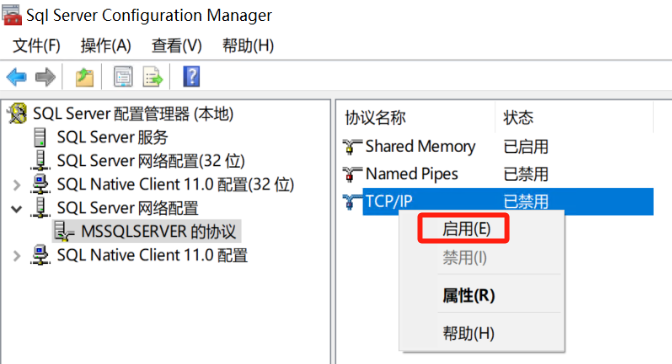 Sql Server Configuration Manager
文件(F) 操作(A) 查看(V) 帮助(H)
SQL Server 配置管理器 (本地)
SQL Server 服务
SQL Server 网络配置(32 位)
SQL Native Client 11.0 配置(32 位)
SQL Server 网络配置
MSSQLSERVER 的协议
SQL Native Client 11.0 配置
协议名称 状态
Shared Memory 已启用
Named Pipes 已禁用
TCP/IP 已禁用
启用(E)
禁用(I)
属性(R)
帮助(H)